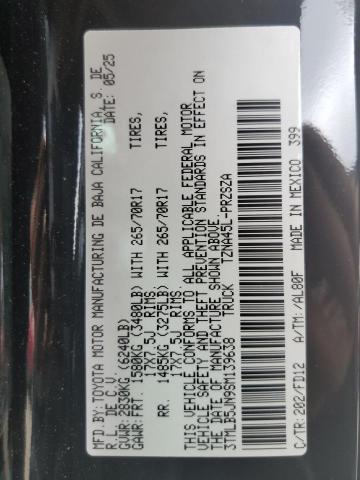 MFD.BY:TOYOTA MOTOR MANUFACTURING DE BAJA CALIFORNIA, S. DE
R.L. DE C.V. DATE: 05/25
GVWR: 2830KG (6240LB)
GAWR:FRT. 1580KG (3480LB) WITH 265/70R17 TIRES,
17X7.5J RIMS.
RR. 1485KG (3275LB) WITH 265/70R17 TIRES,
17X7.5J RIMS.
THIS VEHICLE CONFORMS TO ALL APPLICABLE FEDERAL MOTOR
VEHICLE SAFETY AND THEFT PREVENTION STANDARDS IN EFFECT ON
THE DATE OF MANUFACTURE SHOWN ABOVE.
3TMLB5JN9SM139638 TRUCK TZNA45L-PRZSZA
C/TR:202/FD12 A/TM:-/AL80F MADE IN MEXICO 399